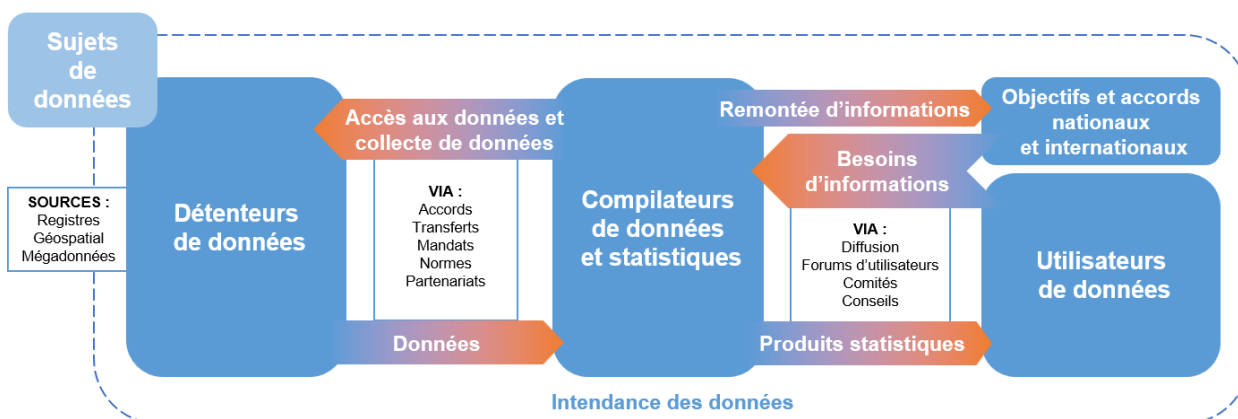 Sujets
de
données
SOURCES :
Registres
Géospatial
Mégadonnées
Détenteurs
de données
Accès aux données et
collecte de données
VIA :
Accords
Transferts
Mandats
Normes
Partenariats
Données
Compilateurs
de données
et statistiques
Remontée d’informations
Besoins
d’informations
VIA :
Diffusion
Forums d’utilisateurs
Comités
Conseils
Produits statistiques
Objectifs et accords
nationaux
et internationaux
Utilisateurs
de données
Intendance des données